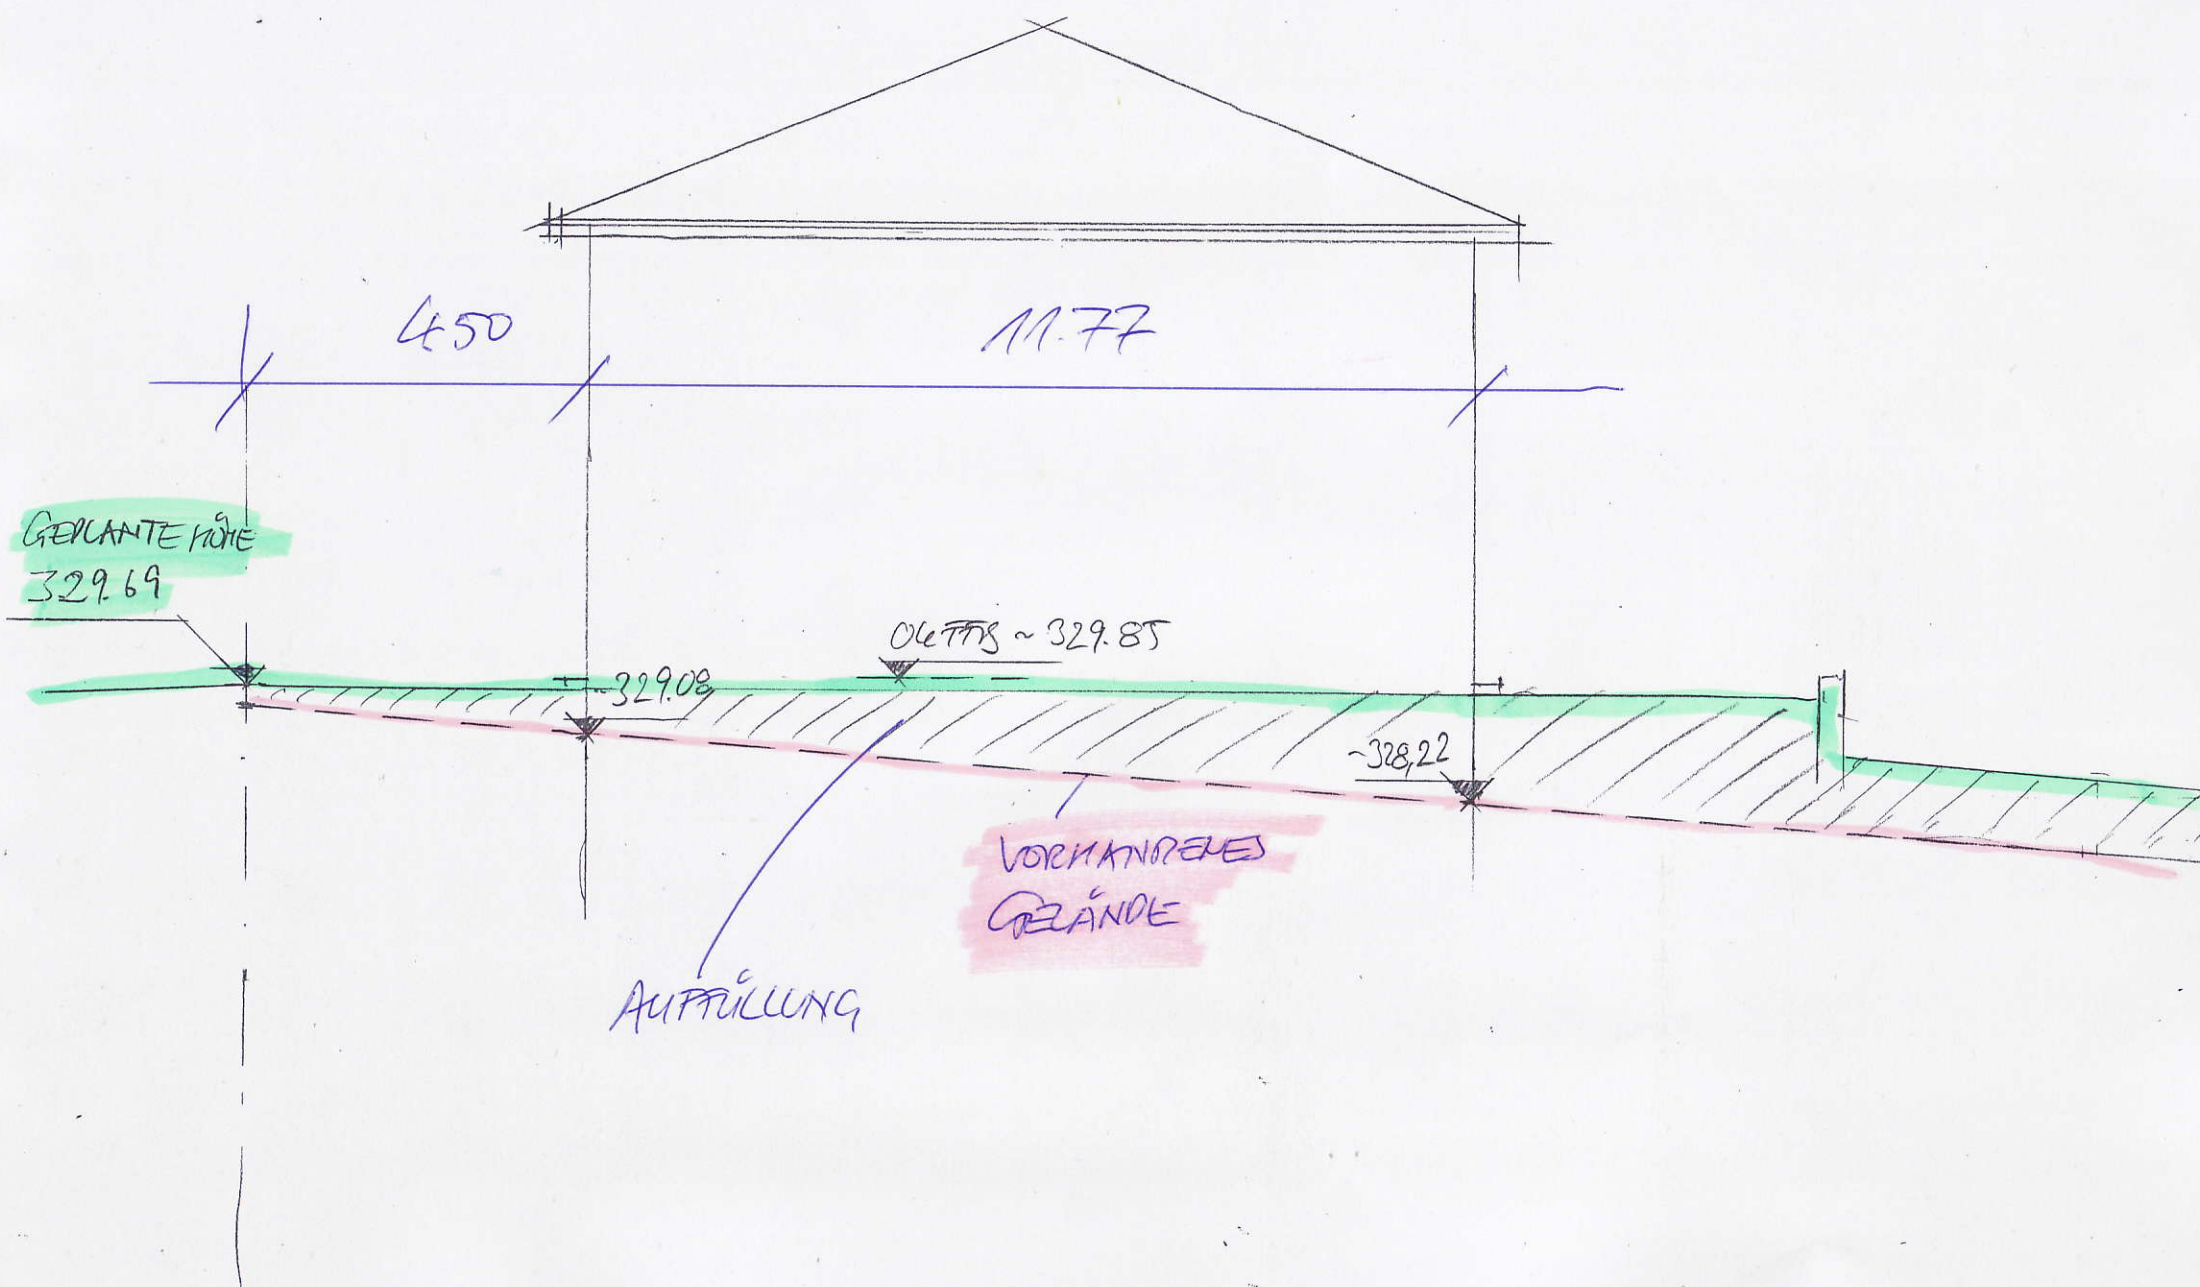 4.50
11.77
GEPLANTE HÖHE
329.69
OKFFB ~ 329.85
~329.08
~328,22
VORHANDENES
GELÄNDE
AUFFÜLLUNG